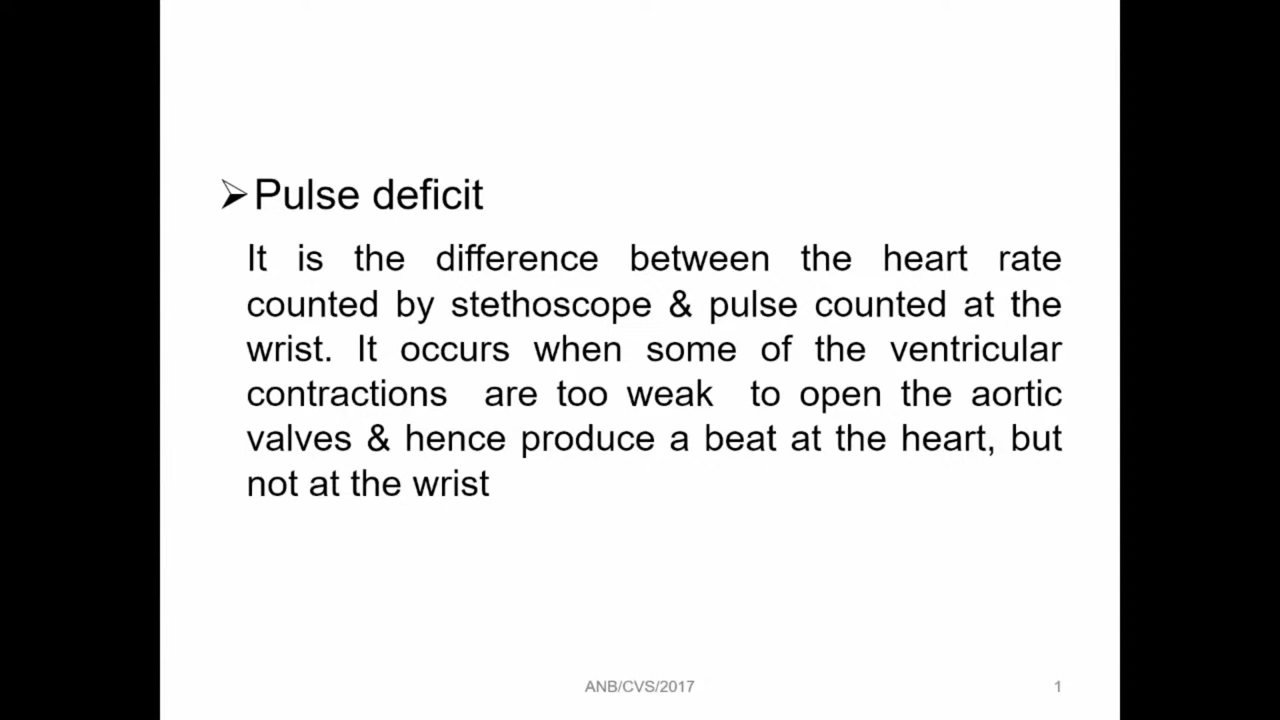 ➢Pulse deficit
It is the difference between the heart rate
counted by stethoscope & pulse counted at the
wrist. It occurs when some of the ventricular
contractions are too weak to open the aortic
valves & hence produce a beat at the heart, but
not at the wrist
ANB/CVS/2017
1